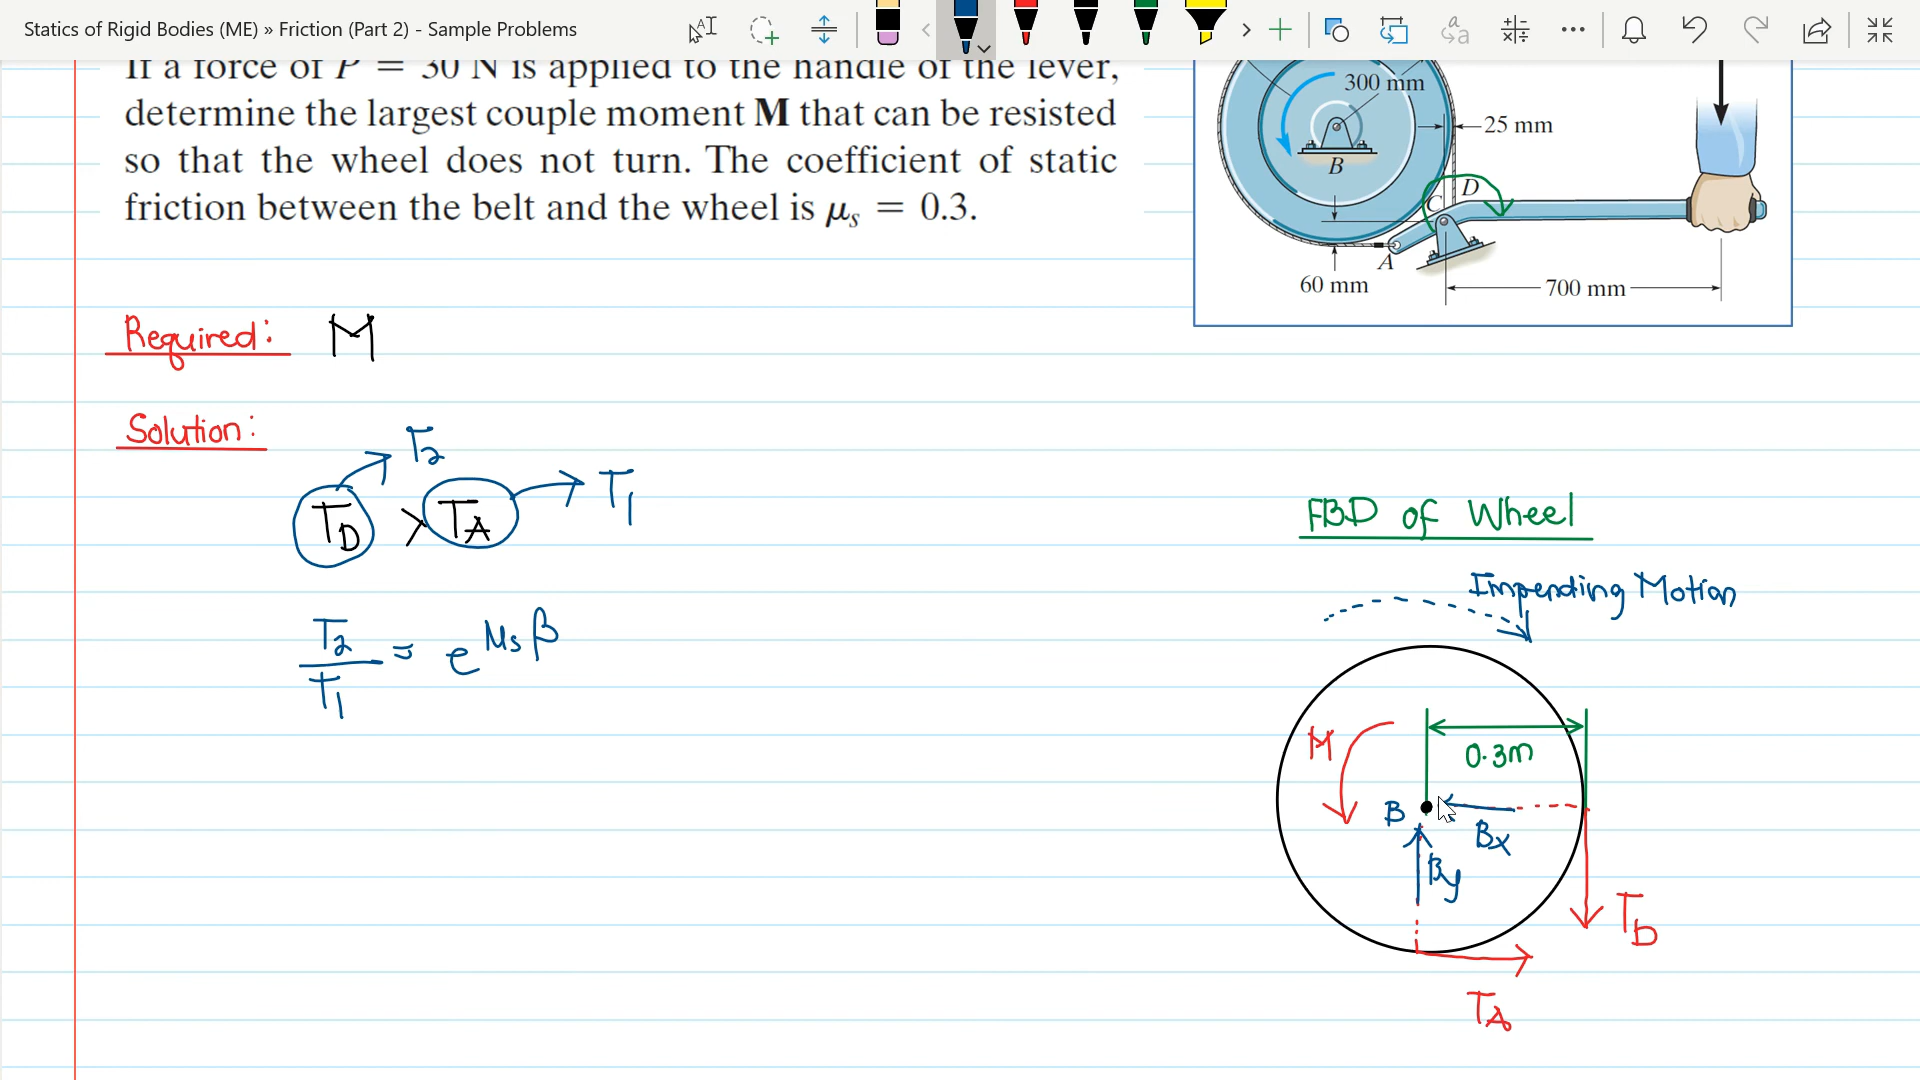 Statics of Rigid Bodies (ME) » Friction (Part 2) - Sample Problems
If a force of P = 30 N is applied to the handle of the lever,
determine the largest couple moment M that can be resisted
so that the wheel does not turn. The coefficient of static
friction between the belt and the wheel is μs = 0.3.
300 mm
25 mm
B
D
C
A
60 mm
700 mm
Required: M
Solution:
T2
TD > TA T1
T2/T1 = e^μsβ
FBD of Wheel
Impending Motion
M
0.3m
B
Bx
By
TD
TA